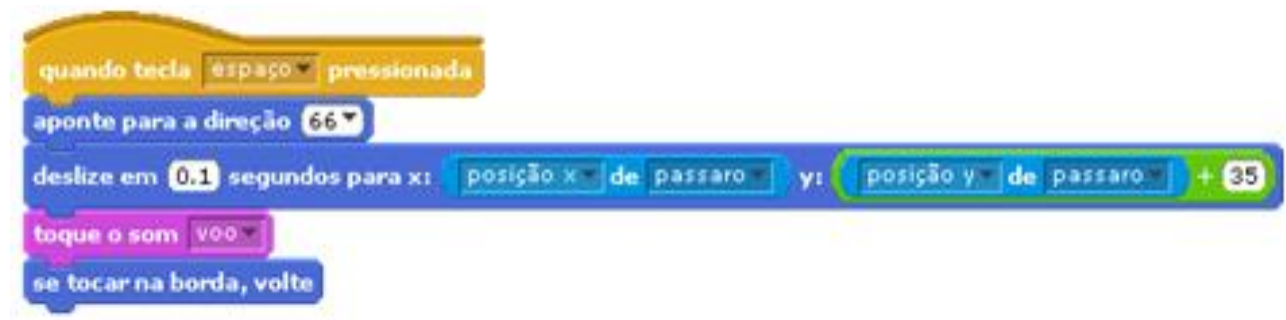 quando tecla espaço pressionada
aponte para a direção 66
deslize em 0.1 segundos para x: posição x de passaro y: posição y de passaro + 35
toque o som voo
se tocar na borda, volte